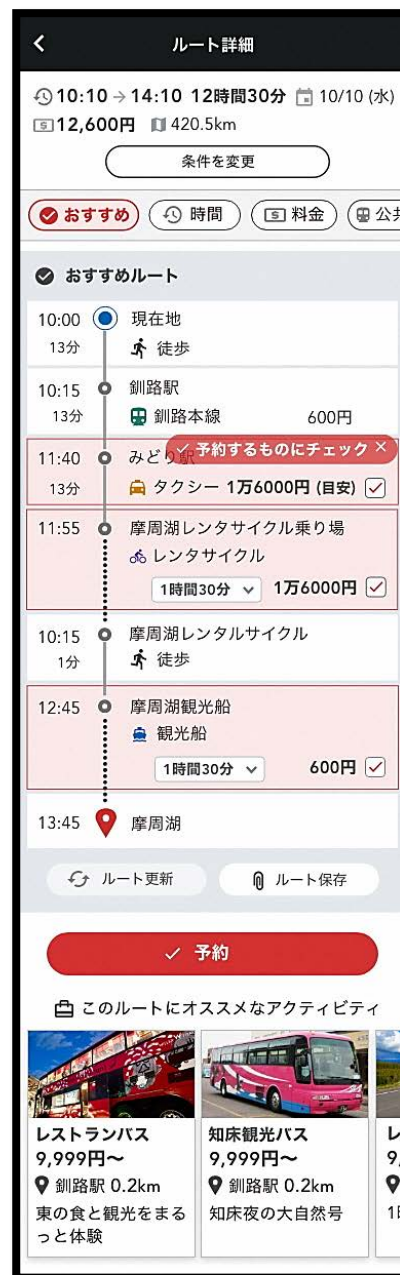 ルート詳細
10:10 → 14:10 12時間30分 10/10 (水)
12,600円 420.5km
条件を変更
おすすめ 時間 料金 公共
おすすめルート
10:00 現在地
13分 徒歩
10:15 釧路駅
13分 釧路本線 600円
予約するものにチェック ×
11:40 みどり駅
13分 タクシー 1万6000円 (目安)
11:55 摩周湖レンタサイクル乗り場
レンタサイクル
1時間30分 1万6000円
10:15 摩周湖レンタルサイクル
1分 徒歩
12:45 摩周湖観光船
観光船
1時間30分 600円
13:45 摩周湖
ルート更新 ルート保存
予約
このルートにオススメなアクティビティ
レストランバス
9,999円〜
釧路駅 0.2km
東の食と観光をまる
っと体験
知床観光バス
9,999円〜
釧路駅 0.2km
知床夜の大自然号